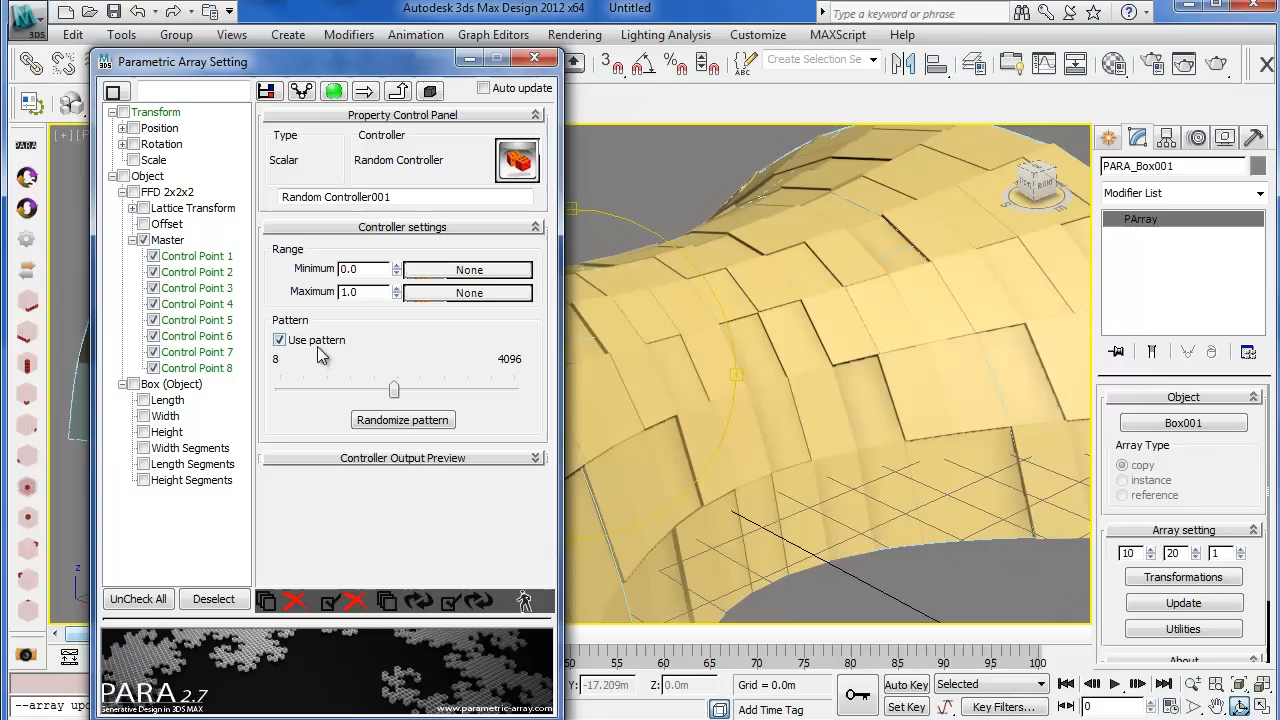 Autodesk 3ds Max Design 2012 x64 Untitled
Type a keyword or phrase
3DS
Edit Tools Group Views Create Modifiers Animation Graph Editors Rendering Lighting Analysis Customize MAXScript Help
Create Selection Se
Parametric Array Setting
Auto update
Transform
Position
Rotation
Scale
Object
FFD 2x2x2
Lattice Transform
Offset
Master
Control Point 1
Control Point 2
Control Point 3
Control Point 4
Control Point 5
Control Point 6
Control Point 7
Control Point 8
Box (Object)
Length
Width
Height
Width Segments
Length Segments
Height Segments
UnCheck All Deselect
Property Control Panel
Type Controller
Scalar Random Controller
Random Controller001
Controller settings
Range
Minimum 0.0 None
Maximum 1.0 None
Pattern
Use pattern
8 4096
Randomize pattern
Controller Output Preview
PARA 2.7
Generative Design in 3DS MAX
www.parametric-array.com
PARA
z
PARA_Box001
Modifier List
PArray
Object
Box001
Array Type
copy
instance
reference
Array setting
10 20 1
Transformations
Update
Utilities
About
50 55 60 65 70 75 80 85 90 95 100
Y: -17.209m Z: 0.0m Grid = 0.0m
Auto Key Selected
Add Time Tag
Set Key Key Filters... 0